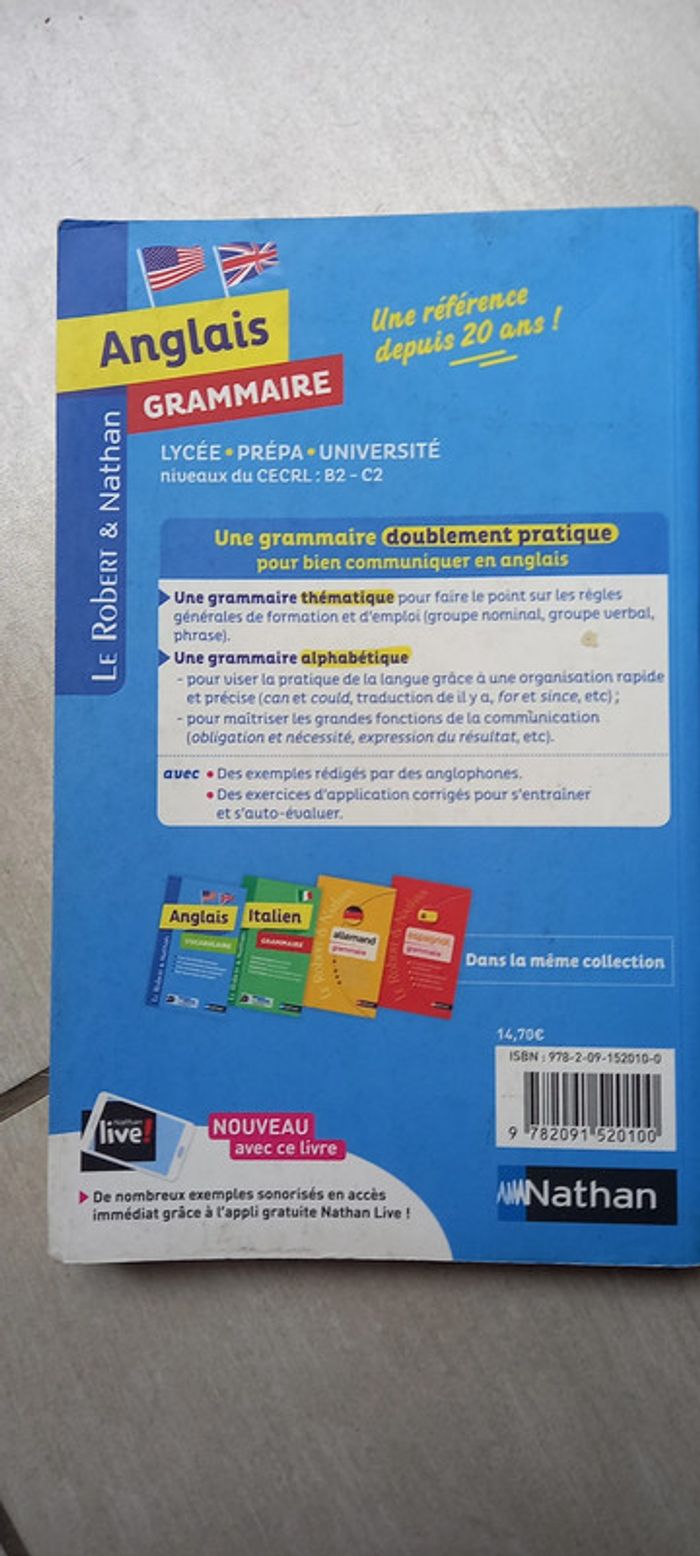 Anglais
GRAMMAIRE
Une référence
depuis 20 ans !
LE ROBERT & Nathan
LYCÉE • PRÉPA • UNIVERSITÉ
niveaux du CECRL : B2 - C2
Une grammaire doublement pratique
pour bien communiquer en anglais
Une grammaire thématique pour faire le point sur les règles
générales de formation et d'emploi (groupe nominal, groupe verbal,
phrase).
Une grammaire alphabétique
- pour viser la pratique de la langue grâce à une organisation rapide
et précise (can et could, traduction de il y a, for et since, etc) ;
- pour maîtriser les grandes fonctions de la communication
(obligation et nécessité, expression du résultat, etc).
avec • Des exemples rédigés par des anglophones.
• Des exercices d'application corrigés pour s'entraîner
et s'auto-évaluer.
Anglais
VOCABULAIRE
Italien
GRAMMAIRE
allemand
grammaire
espagnol
grammaire
Dans la même collection
14,70€
ISBN : 978-2-09-152010-0
9 782091 520100
Nathan
live!
NOUVEAU
avec ce livre
De nombreux exemples sonorisés en accès
immédiat grâce à l'appli gratuite Nathan Live !
Nathan